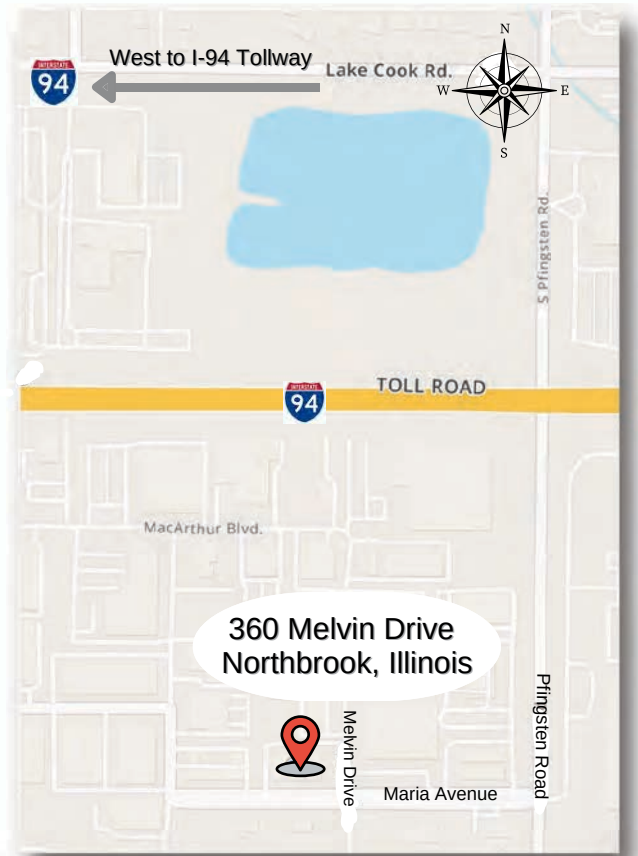 N
West to I-94 Tollway
Lake Cook Rd.
INTERSTATE
94
W
E
S
S Pfingsten Rd.
TOLL ROAD
INTERSTATE
94
MacArthur Blvd.
360 Melvin Drive
Northbrook, Illinois
Pfingsten Road
Melvin Drive
Maria Avenue